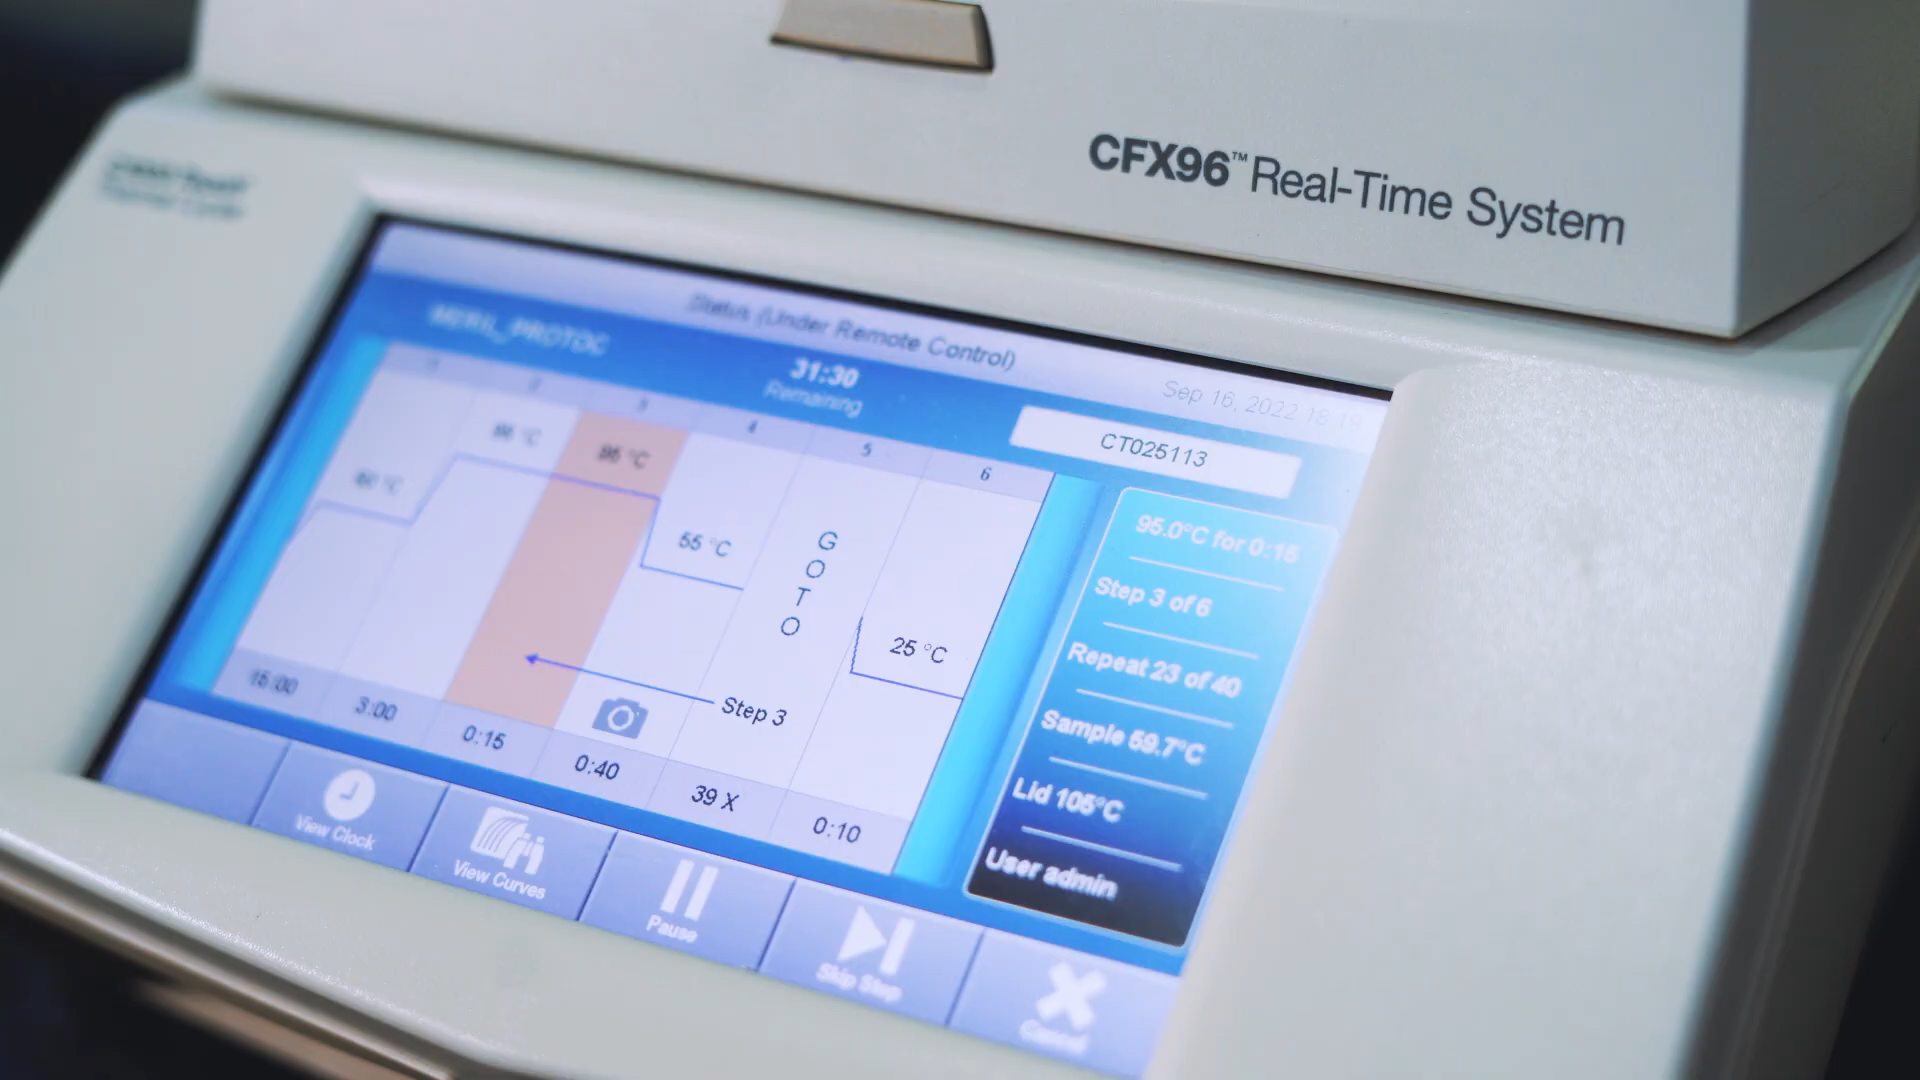 CFX96™ Real-Time System
Status (Under Remote Control)
MERIL_PROTOC
31:30
Remaining
Sep 16, 2022 18:19
CT025113
1 2 3 4 5 6
95 °C
55 °C
GOTO
25 °C
Step 3
15:00 3:00 0:15 0:40 39 X 0:10
95.0°C for 0:15
Step 3 of 6
Repeat 23 of 40
Sample 59.7°C
Lid 105°C
User admin
View Clock
View Curves
Pause
Skip Step
Cancel